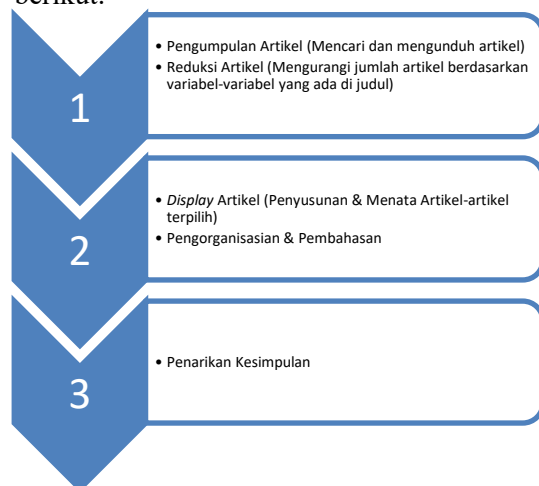 berikut:
1
• Pengumpulan Artikel (Mencari dan mengunduh artikel)
• Reduksi Artikel (Mengurangi jumlah artikel berdasarkan
variabel-variabel yang ada di judul)
2
• Display Artikel (Penyusunan & Menata Artikel-artikel
terpilih)
• Pengorganisasian & Pembahasan
3
• Penarikan Kesimpulan